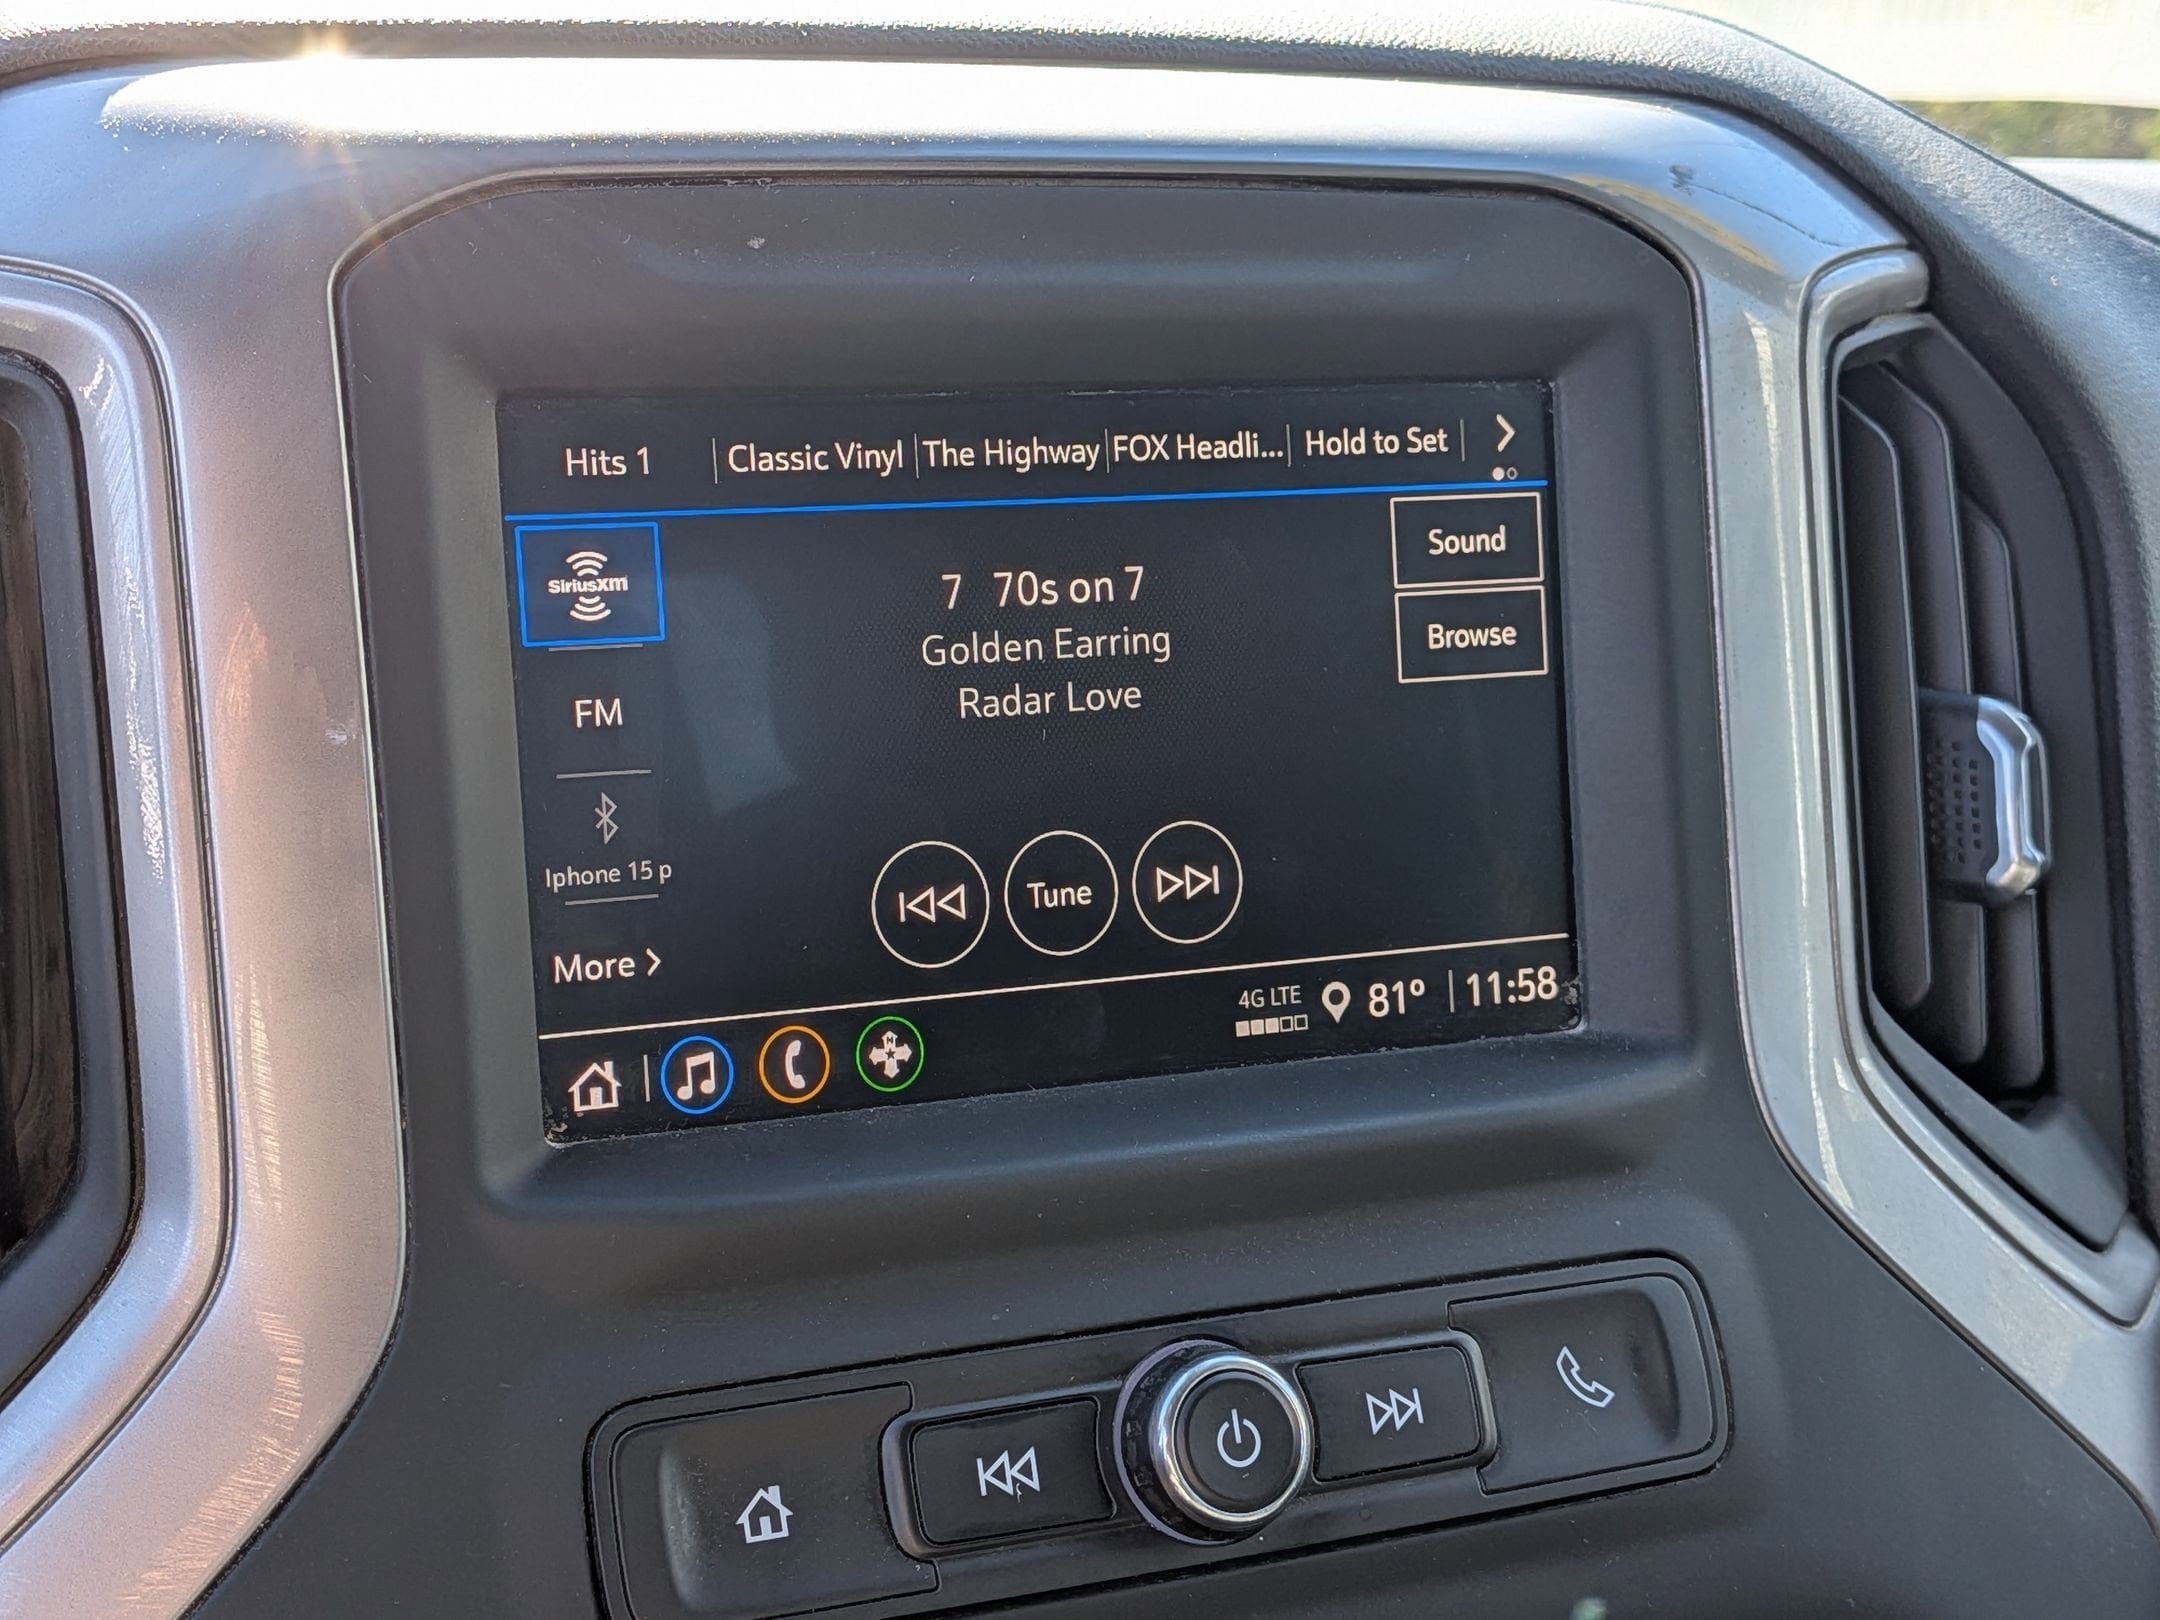 Hits 1 Classic Vinyl The Highway FOX Headli... Hold to Set
Sound
Browse
SiriusXm
7 70s on 7
Golden Earring
Radar Love
FM
Iphone 15 p
Tune
More
4G LTE 81° 11:58
N